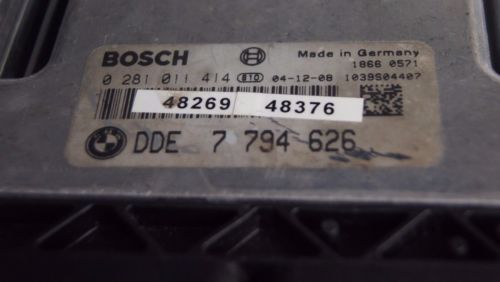 BOSCH
Made in Germany
1866 0571
0 281 011 414 810 04-12-08 1039S04407
48269 48376
DDE 7 794 626